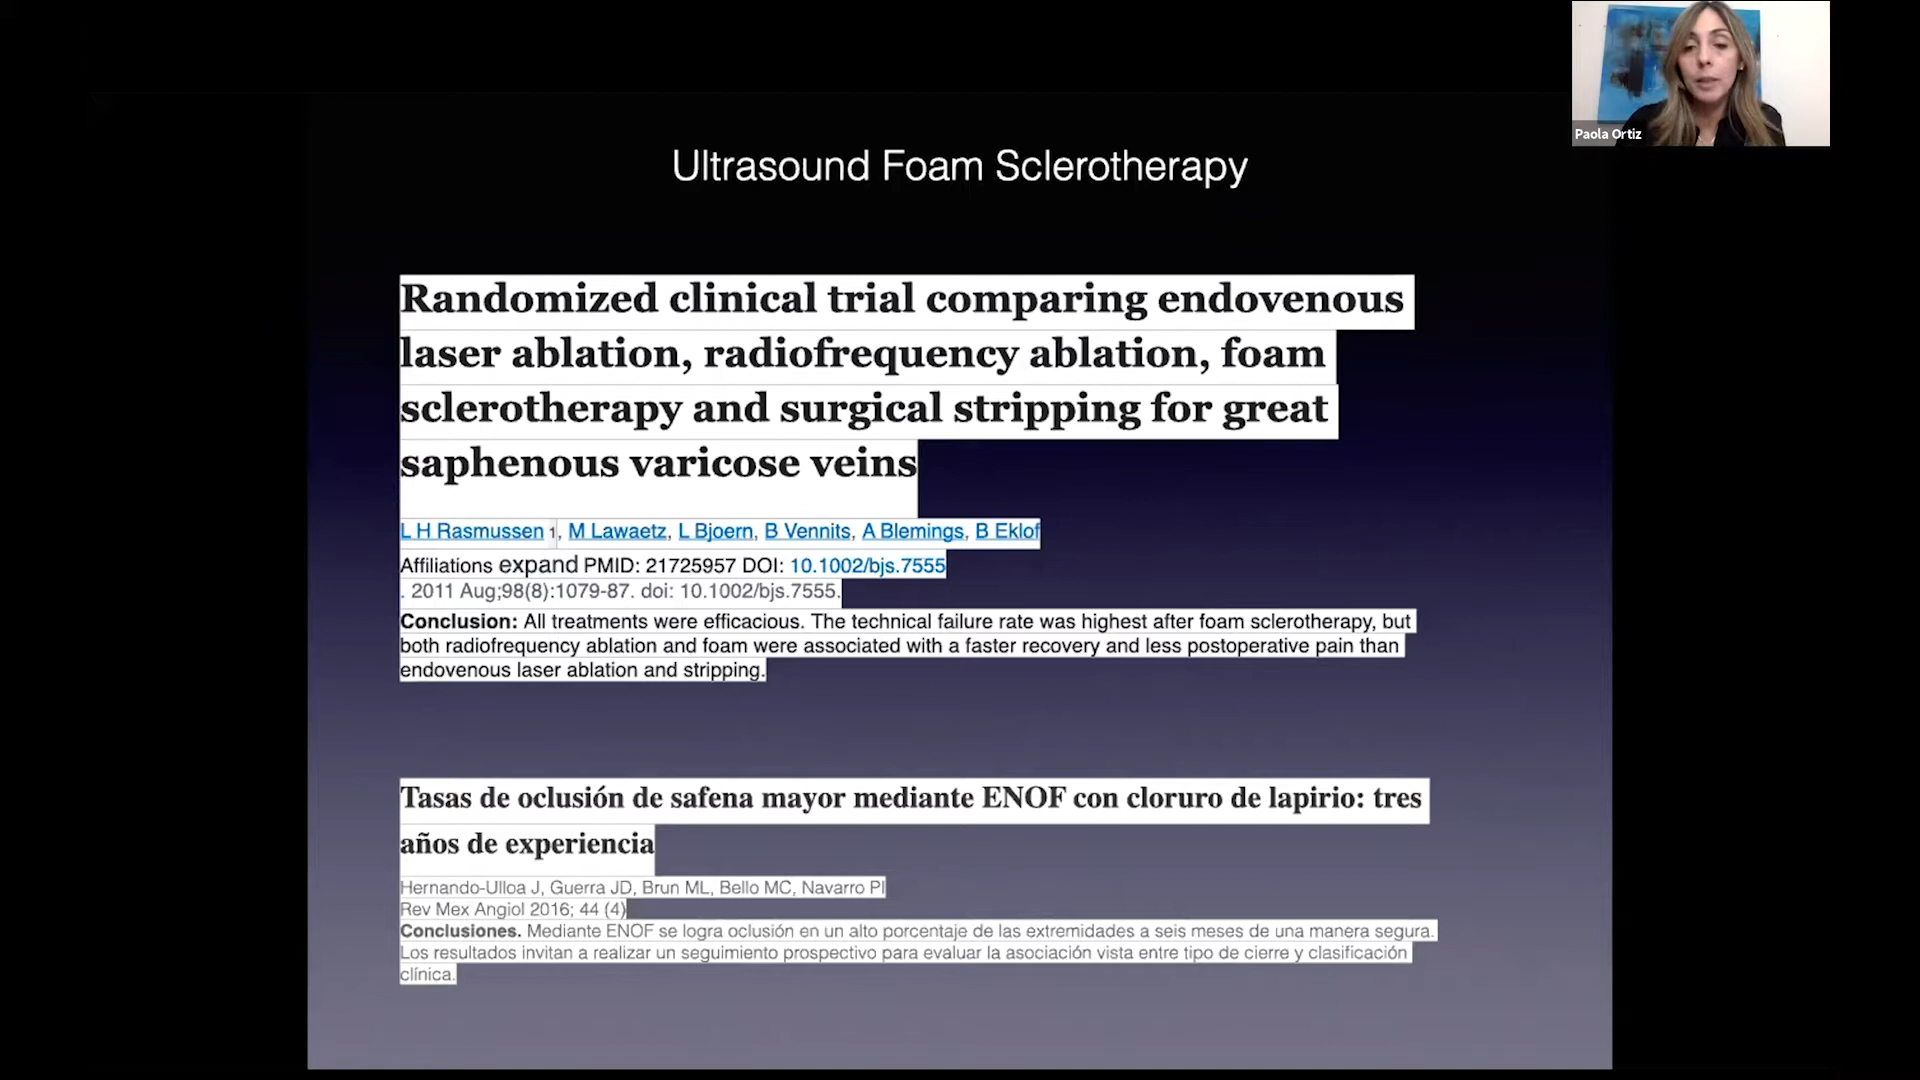 Paola Ortiz
Ultrasound Foam Sclerotherapy
Randomized clinical trial comparing endovenous
laser ablation, radiofrequency ablation, foam
sclerotherapy and surgical stripping for great
saphenous varicose veins
L H Rasmussen 1, M Lawaetz, L Bjoern, B Vennits, A Blemings, B Eklof
Affiliations expand PMID: 21725957 DOI: 10.1002/bjs.7555
. 2011 Aug;98(8):1079-87. doi: 10.1002/bjs.7555.
Conclusion: All treatments were efficacious. The technical failure rate was highest after foam sclerotherapy, but
both radiofrequency ablation and foam were associated with a faster recovery and less postoperative pain than
endovenous laser ablation and stripping.
Tasas de oclusión de safena mayor mediante ENOF con cloruro de lapirio: tres
años de experiencia
Hernando-Ulloa J, Guerra JD, Brun ML, Bello MC, Navarro PI
Rev Mex Angiol 2016; 44 (4)
Conclusiones. Mediante ENOF se logra oclusión en un alto porcentaje de las extremidades a seis meses de una manera segura.
Los resultados invitan a realizar un seguimiento prospectivo para evaluar la asociación vista entre tipo de cierre y clasificación
clínica.